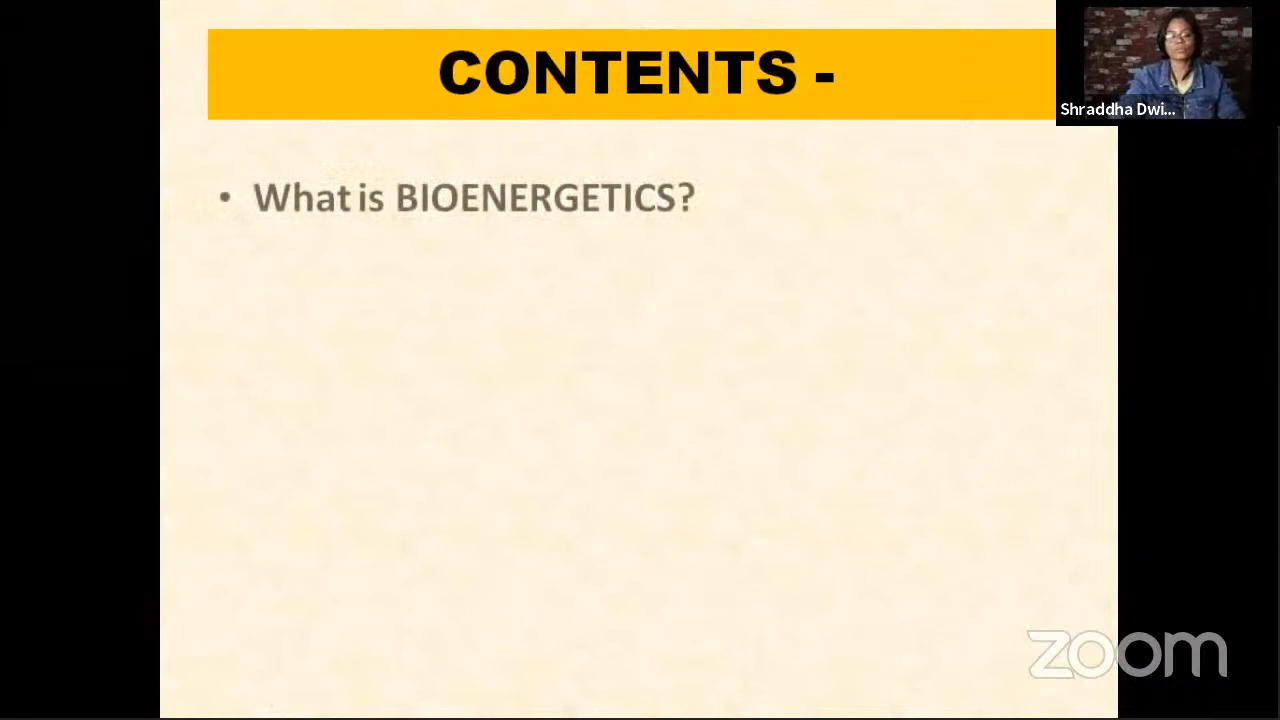 CONTENTS -
Shraddha Dwi...
• What is BIOENERGETICS?
zoom